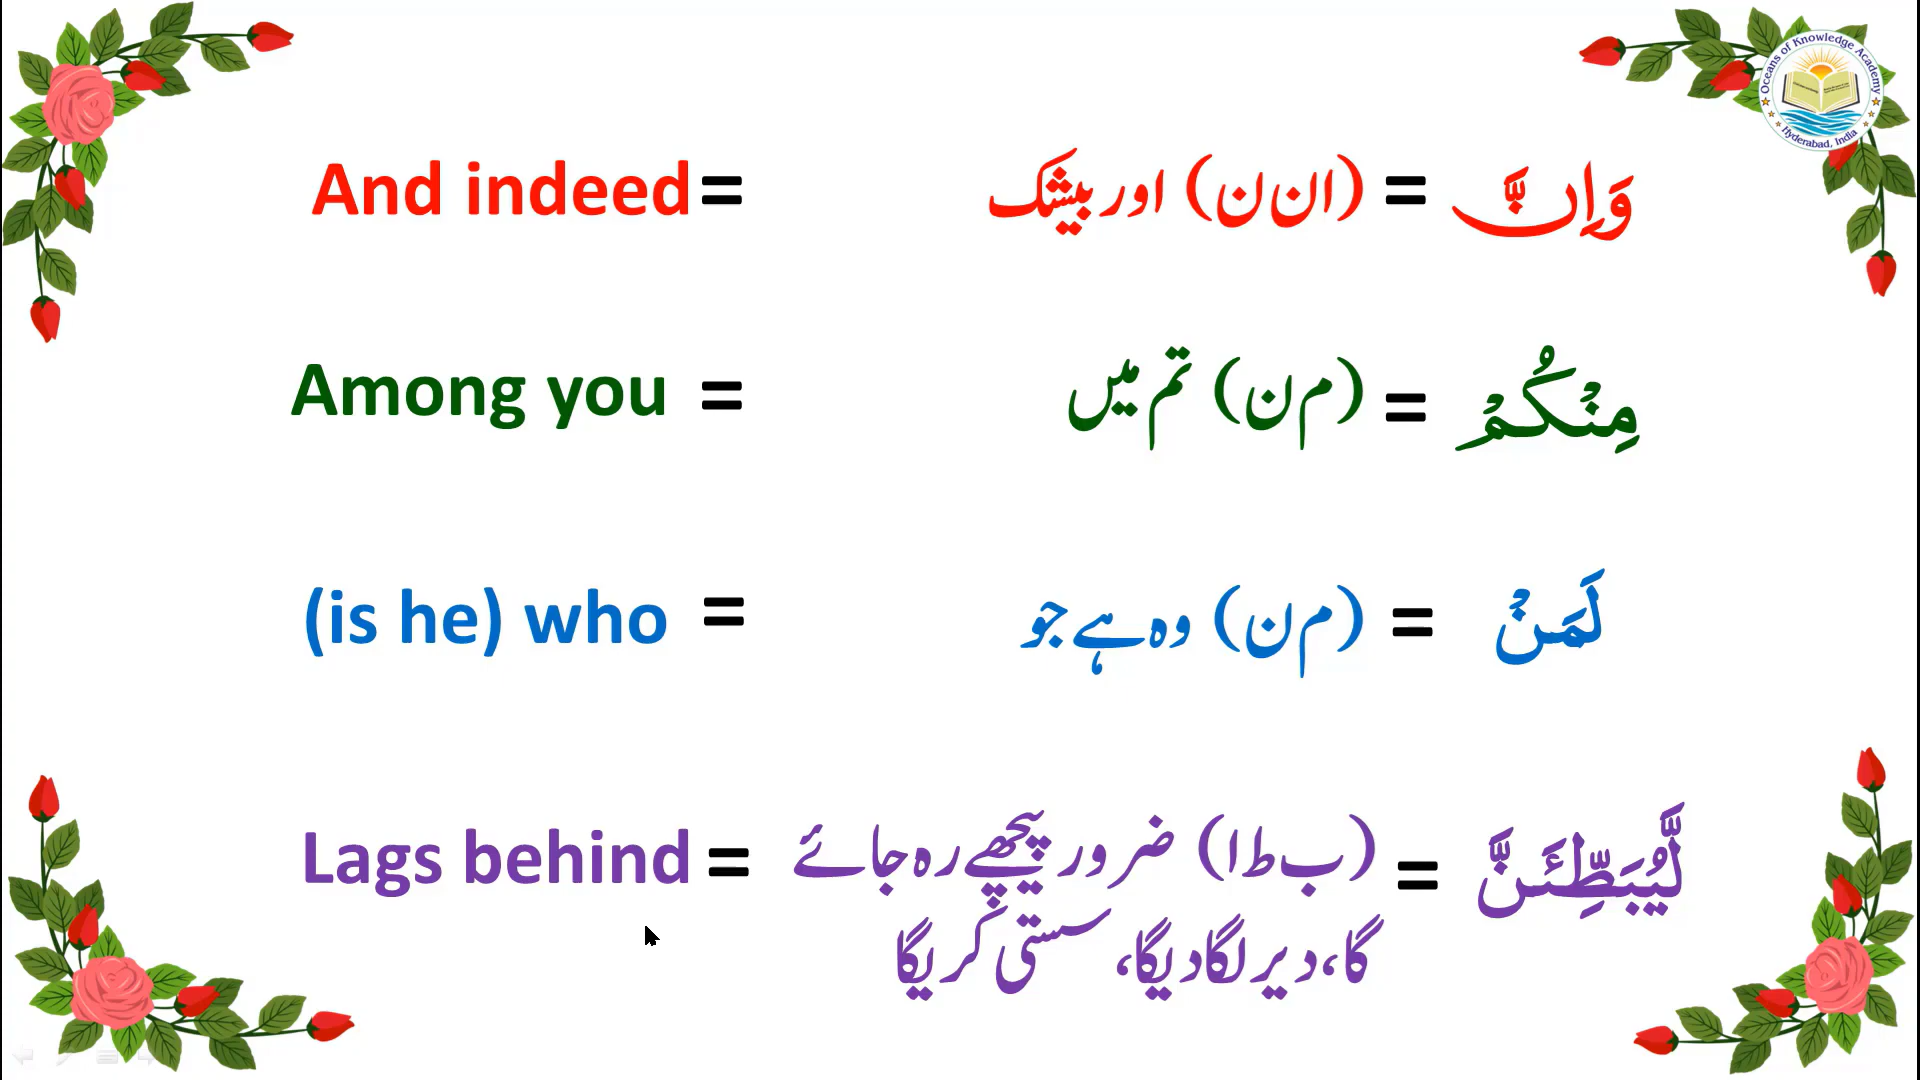 Oceans of Knowledge Academy
Hyderabad, India
وَاِنَّ = (ان ن) اور بیشک = And indeed
مِنْكُمْ = (م ن) تم میں = Among you
لَمَنْ = (م ن) وہ ہے جو = (is he) who
لَّيُبَطِّئَنَّ = (ب ط ا) ضرور پیچھے رہ جائے = Lags behind
گا، دیر لگا دیگا، سستی کریگا